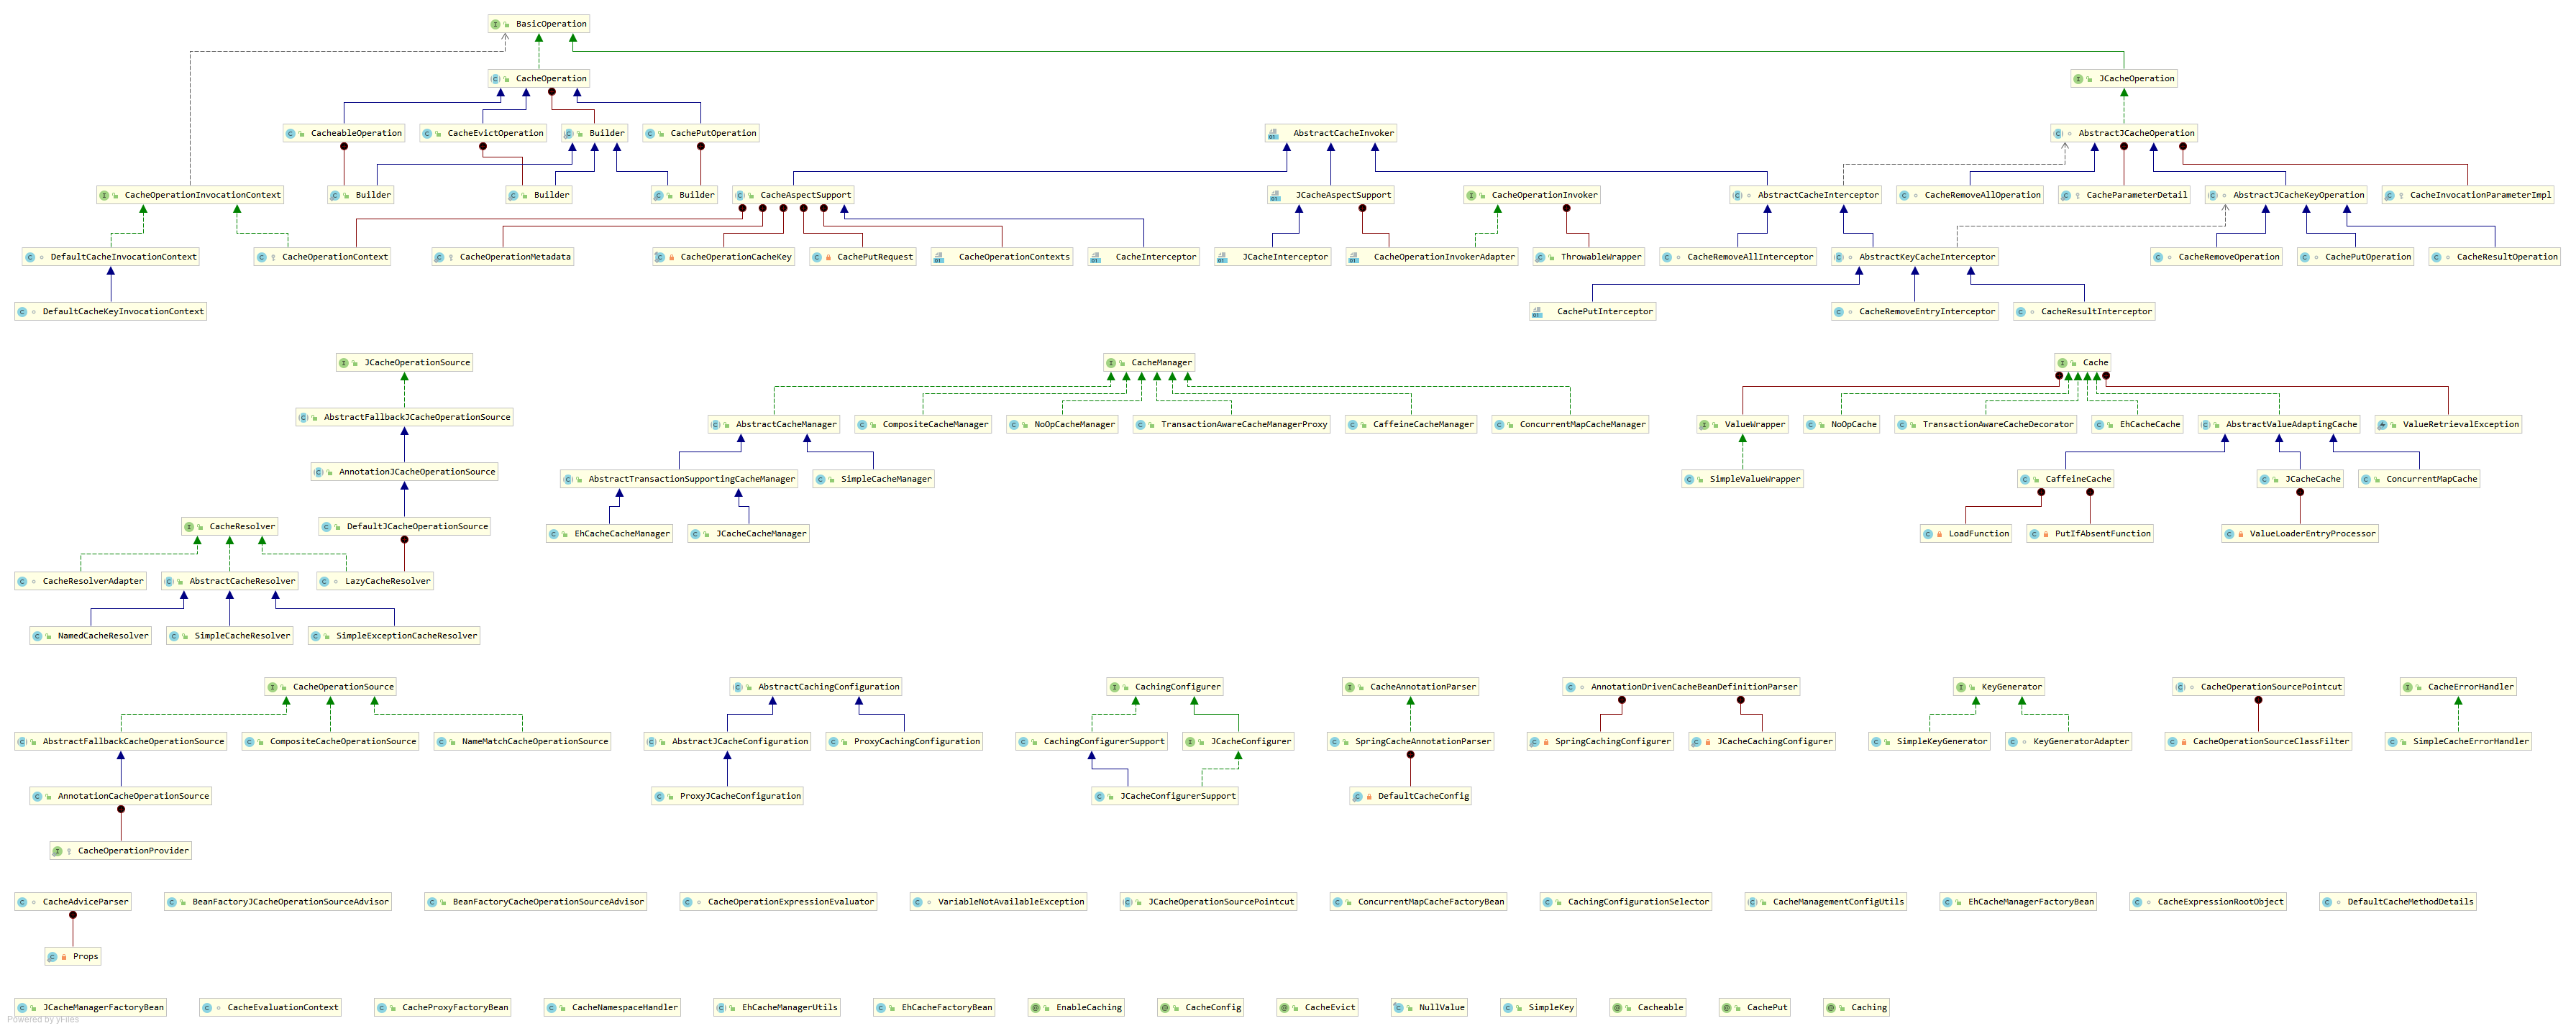 BasicOperation
CacheOperation
JCacheOperation
CacheableOperation
CacheEvictOperation
Builder
CachePutOperation
AbstractCacheInvoker
AbstractJCacheOperation
CacheOperationInvocationContext
Builder
Builder
Builder
CacheAspectSupport
JCacheAspectSupport
CacheOperationInvoker
AbstractCacheInterceptor
CacheRemoveAllOperation
CacheParameterDetail
AbstractJCacheKeyOperation
CacheInvocationParameterImpl
DefaultCacheInvocationContext
CacheOperationContext
CacheOperationMetadata
CacheOperationCacheKey
CachePutRequest
CacheOperationContexts
CacheInterceptor
JCacheInterceptor
CacheOperationInvokerAdapter
ThrowableWrapper
CacheRemoveAllInterceptor
AbstractKeyCacheInterceptor
CacheRemoveOperation
CachePutOperation
CacheResultOperation
DefaultCacheKeyInvocationContext
CachePutInterceptor
CacheRemoveEntryInterceptor
CacheResultInterceptor
JCacheOperationSource
CacheManager
Cache
AbstractFallbackJCacheOperationSource
AbstractCacheManager
CompositeCacheManager
NoOpCacheManager
TransactionAwareCacheManagerProxy
CaffeineCacheManager
ConcurrentMapCacheManager
ValueWrapper
NoOpCache
TransactionAwareCacheDecorator
EhCacheCache
AbstractValueAdaptingCache
ValueRetrievalException
AnnotationJCacheOperationSource
AbstractTransactionSupportingCacheManager
SimpleCacheManager
SimpleValueWrapper
CaffeineCache
JCacheCache
ConcurrentMapCache
CacheResolver
DefaultJCacheOperationSource
EhCacheCacheManager
JCacheCacheManager
LoadFunction
PutIfAbsentFunction
ValueLoaderEntryProcessor
CacheResolverAdapter
AbstractCacheResolver
LazyCacheResolver
NamedCacheResolver
SimpleCacheResolver
SimpleExceptionCacheResolver
CacheOperationSource
AbstractCachingConfiguration
CachingConfigurer
CacheAnnotationParser
AnnotationDrivenCacheBeanDefinitionParser
KeyGenerator
CacheOperationSourcePointcut
CacheErrorHandler
AbstractFallbackCacheOperationSource
CompositeCacheOperationSource
NameMatchCacheOperationSource
AbstractJCacheConfiguration
ProxyCachingConfiguration
CachingConfigurerSupport
JCacheConfigurer
SpringCacheAnnotationParser
SpringCachingConfigurer
JCacheCachingConfigurer
SimpleKeyGenerator
KeyGeneratorAdapter
CacheOperationSourceClassFilter
SimpleCacheErrorHandler
AnnotationCacheOperationSource
ProxyJCacheConfiguration
JCacheConfigurerSupport
DefaultCacheConfig
CacheOperationProvider
CacheAdviceParser
BeanFactoryJCacheOperationSourceAdvisor
BeanFactoryCacheOperationSourceAdvisor
CacheOperationExpressionEvaluator
VariableNotAvailableException
JCacheOperationSourcePointcut
ConcurrentMapCacheFactoryBean
CachingConfigurationSelector
CacheManagementConfigUtils
EhCacheManagerFactoryBean
CacheExpressionRootObject
DefaultCacheMethodDetails
Props
JCacheManagerFactoryBean
CacheEvaluationContext
CacheProxyFactoryBean
CacheNamespaceHandler
EhCacheManagerUtils
EhCacheFactoryBean
EnableCaching
CacheConfig
CacheEvict
NullValue
SimpleKey
Cacheable
CachePut
Caching
Powered by yFiles